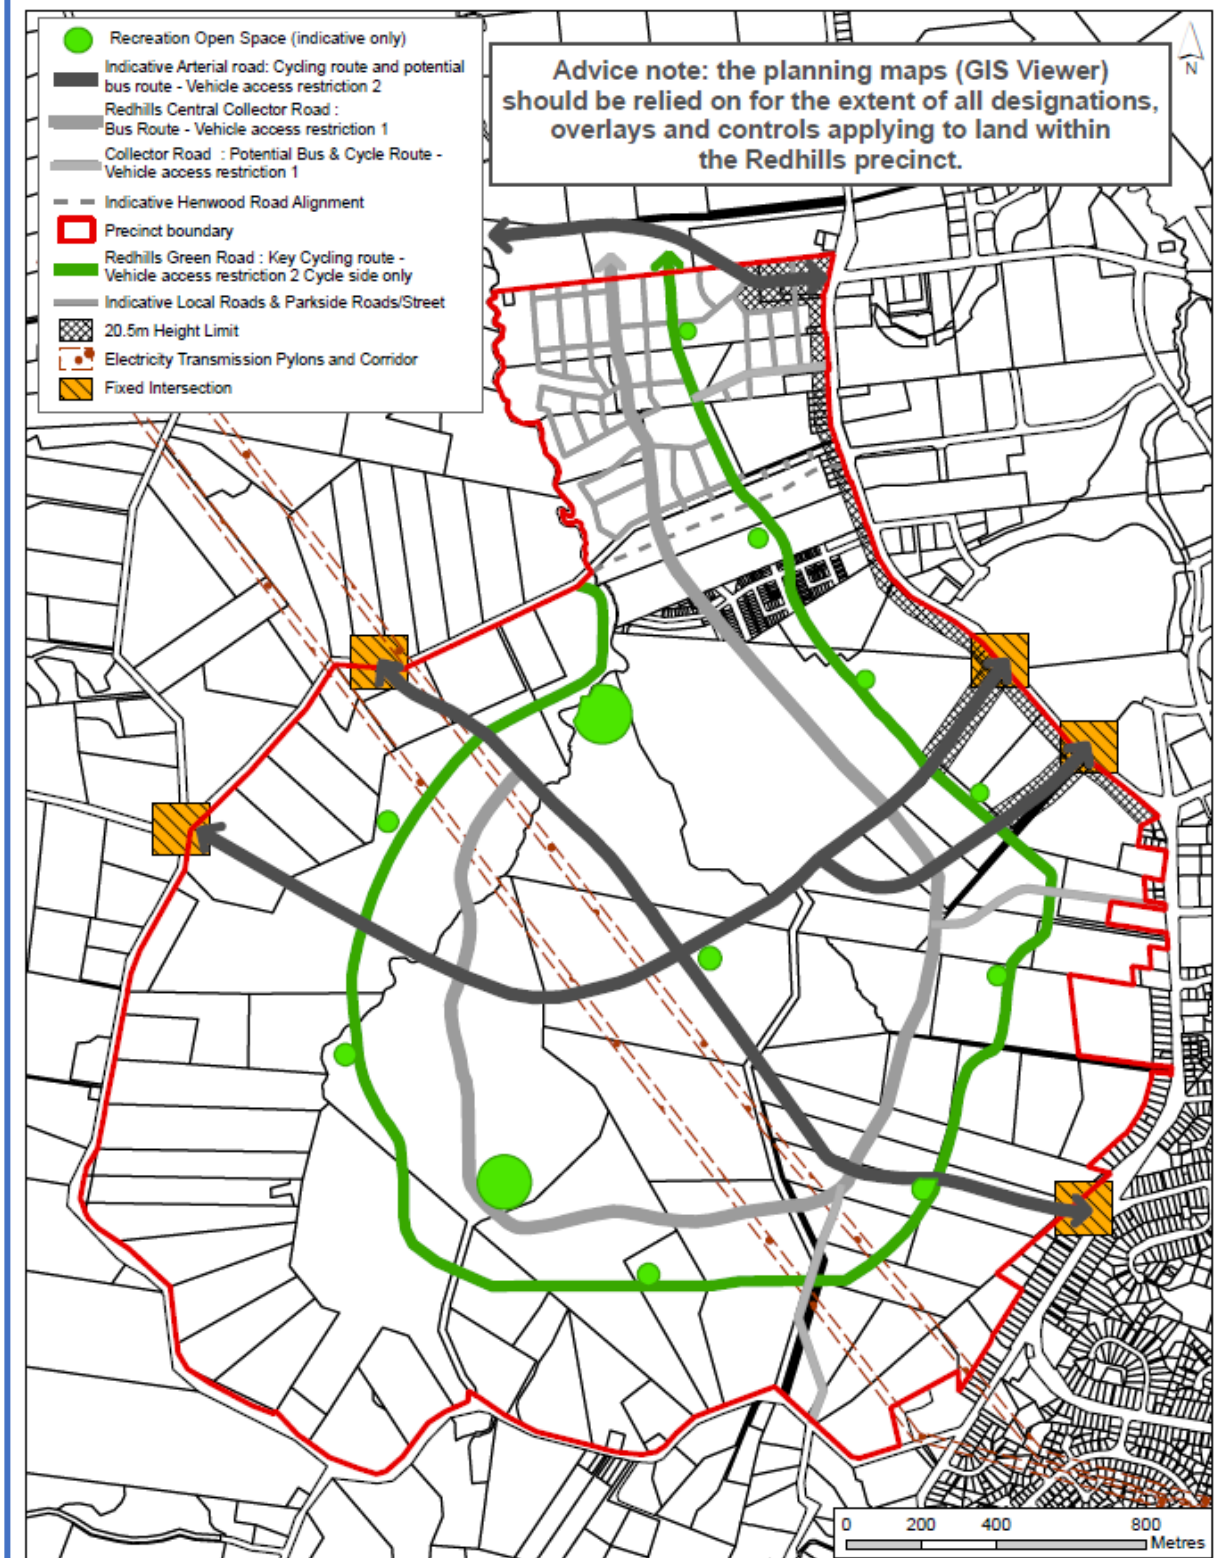 Recreation Open Space (indicative only)
Indicative Arterial road: Cycling route and potential
bus route - Vehicle access restriction 2
Redhills Central Collector Road :
Bus Route - Vehicle access restriction 1
Collector Road : Potential Bus & Cycle Route -
Vehicle access restriction 1
Indicative Henwood Road Alignment
Precinct boundary
Redhills Green Road : Key Cycling route -
Vehicle access restriction 2 Cycle side only
Indicative Local Roads & Parkside Roads/Street
20.5m Height Limit
Electricity Transmission Pylons and Corridor
Fixed Intersection
Advice note: the planning maps (GIS Viewer)
should be relied on for the extent of all designations,
overlays and controls applying to land within
the Redhills precinct.
N
0 200 400 800
Metres